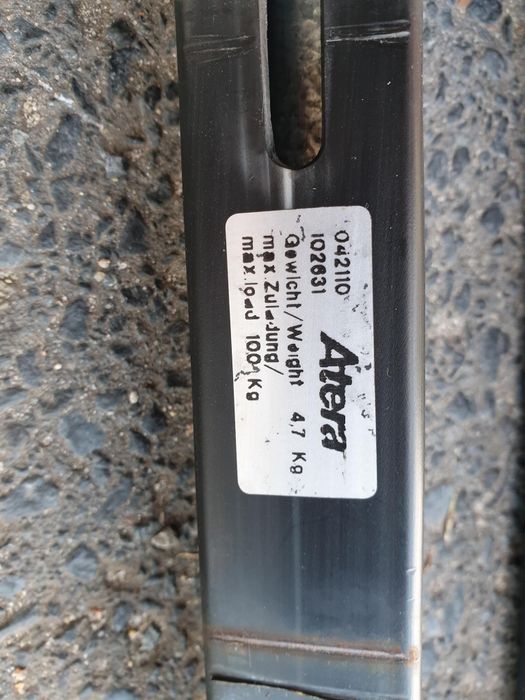 042110
102631
Atera
Gewicht/Weight 4,7 Kg
max Zuladung/
max.load 100 Kg